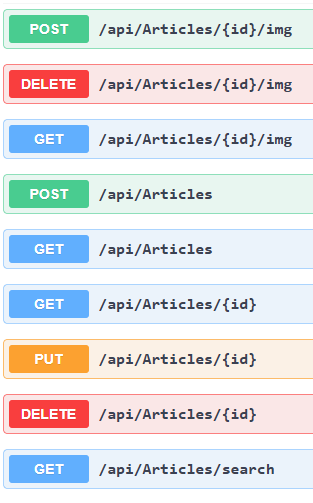 POST /api/Articles/{id}/img
DELETE /api/Articles/{id}/img
GET /api/Articles/{id}/img
POST /api/Articles
GET /api/Articles
GET /api/Articles/{id}
PUT /api/Articles/{id}
DELETE /api/Articles/{id}
GET /api/Articles/search